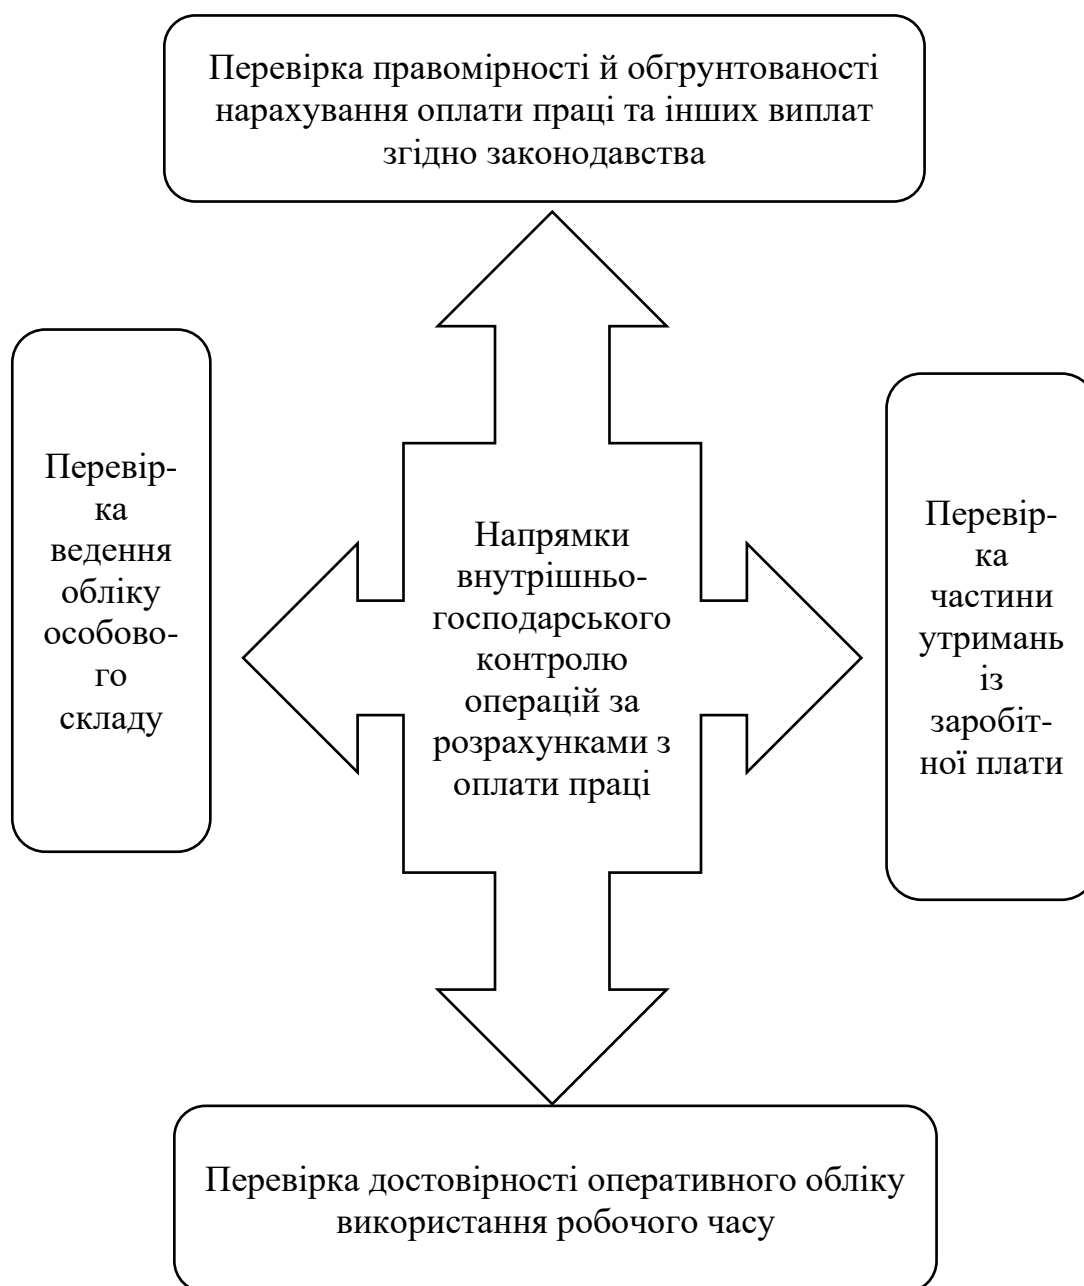 Перевірка правомірності й обгрунтованості
нарахування оплати праці та інших виплат
згідно законодавства
Перевір-
ка
ведення
обліку
особово-
го
складу
Напрямки
внутрішньо-
господарського
контролю
операцій за
розрахунками з
оплати праці
Перевір-
ка
частини
утримань
із
заробіт-
ної плати
Перевірка достовірності оперативного обліку
використання робочого часу